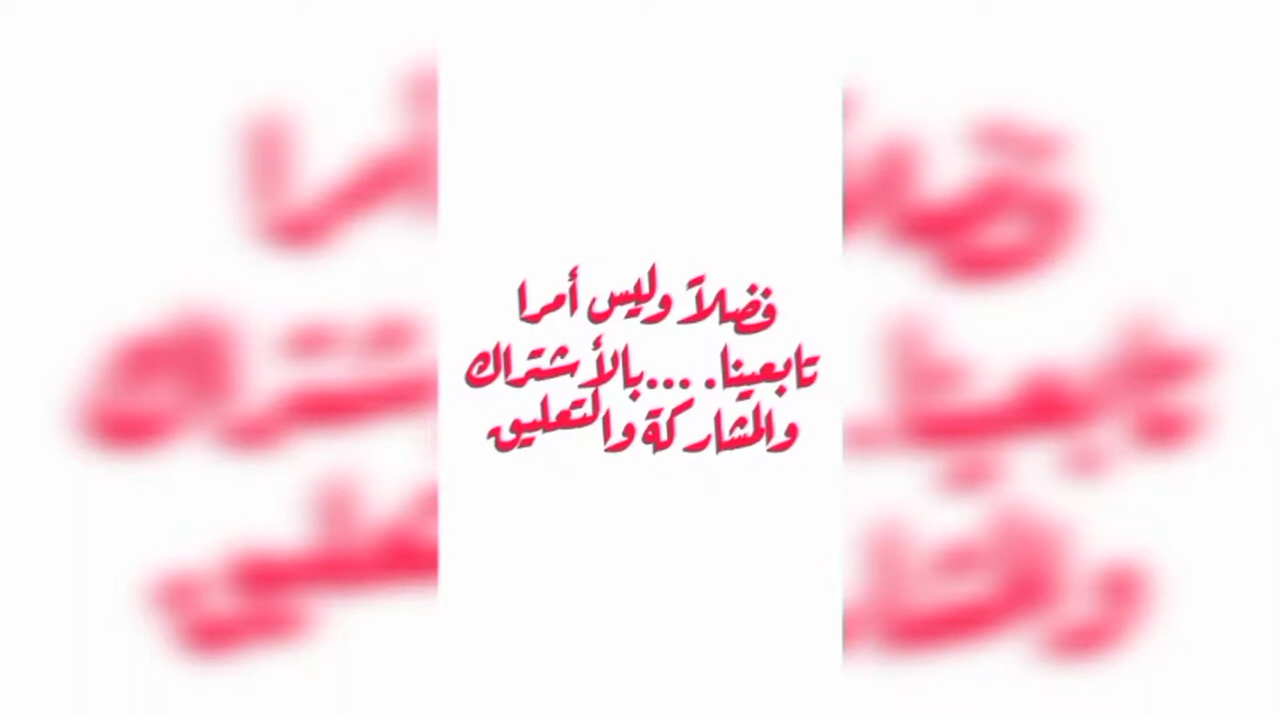 فضلاً وليس أمرا
تابعينا. ...بالأشتراك
والمشاركة والتعليق